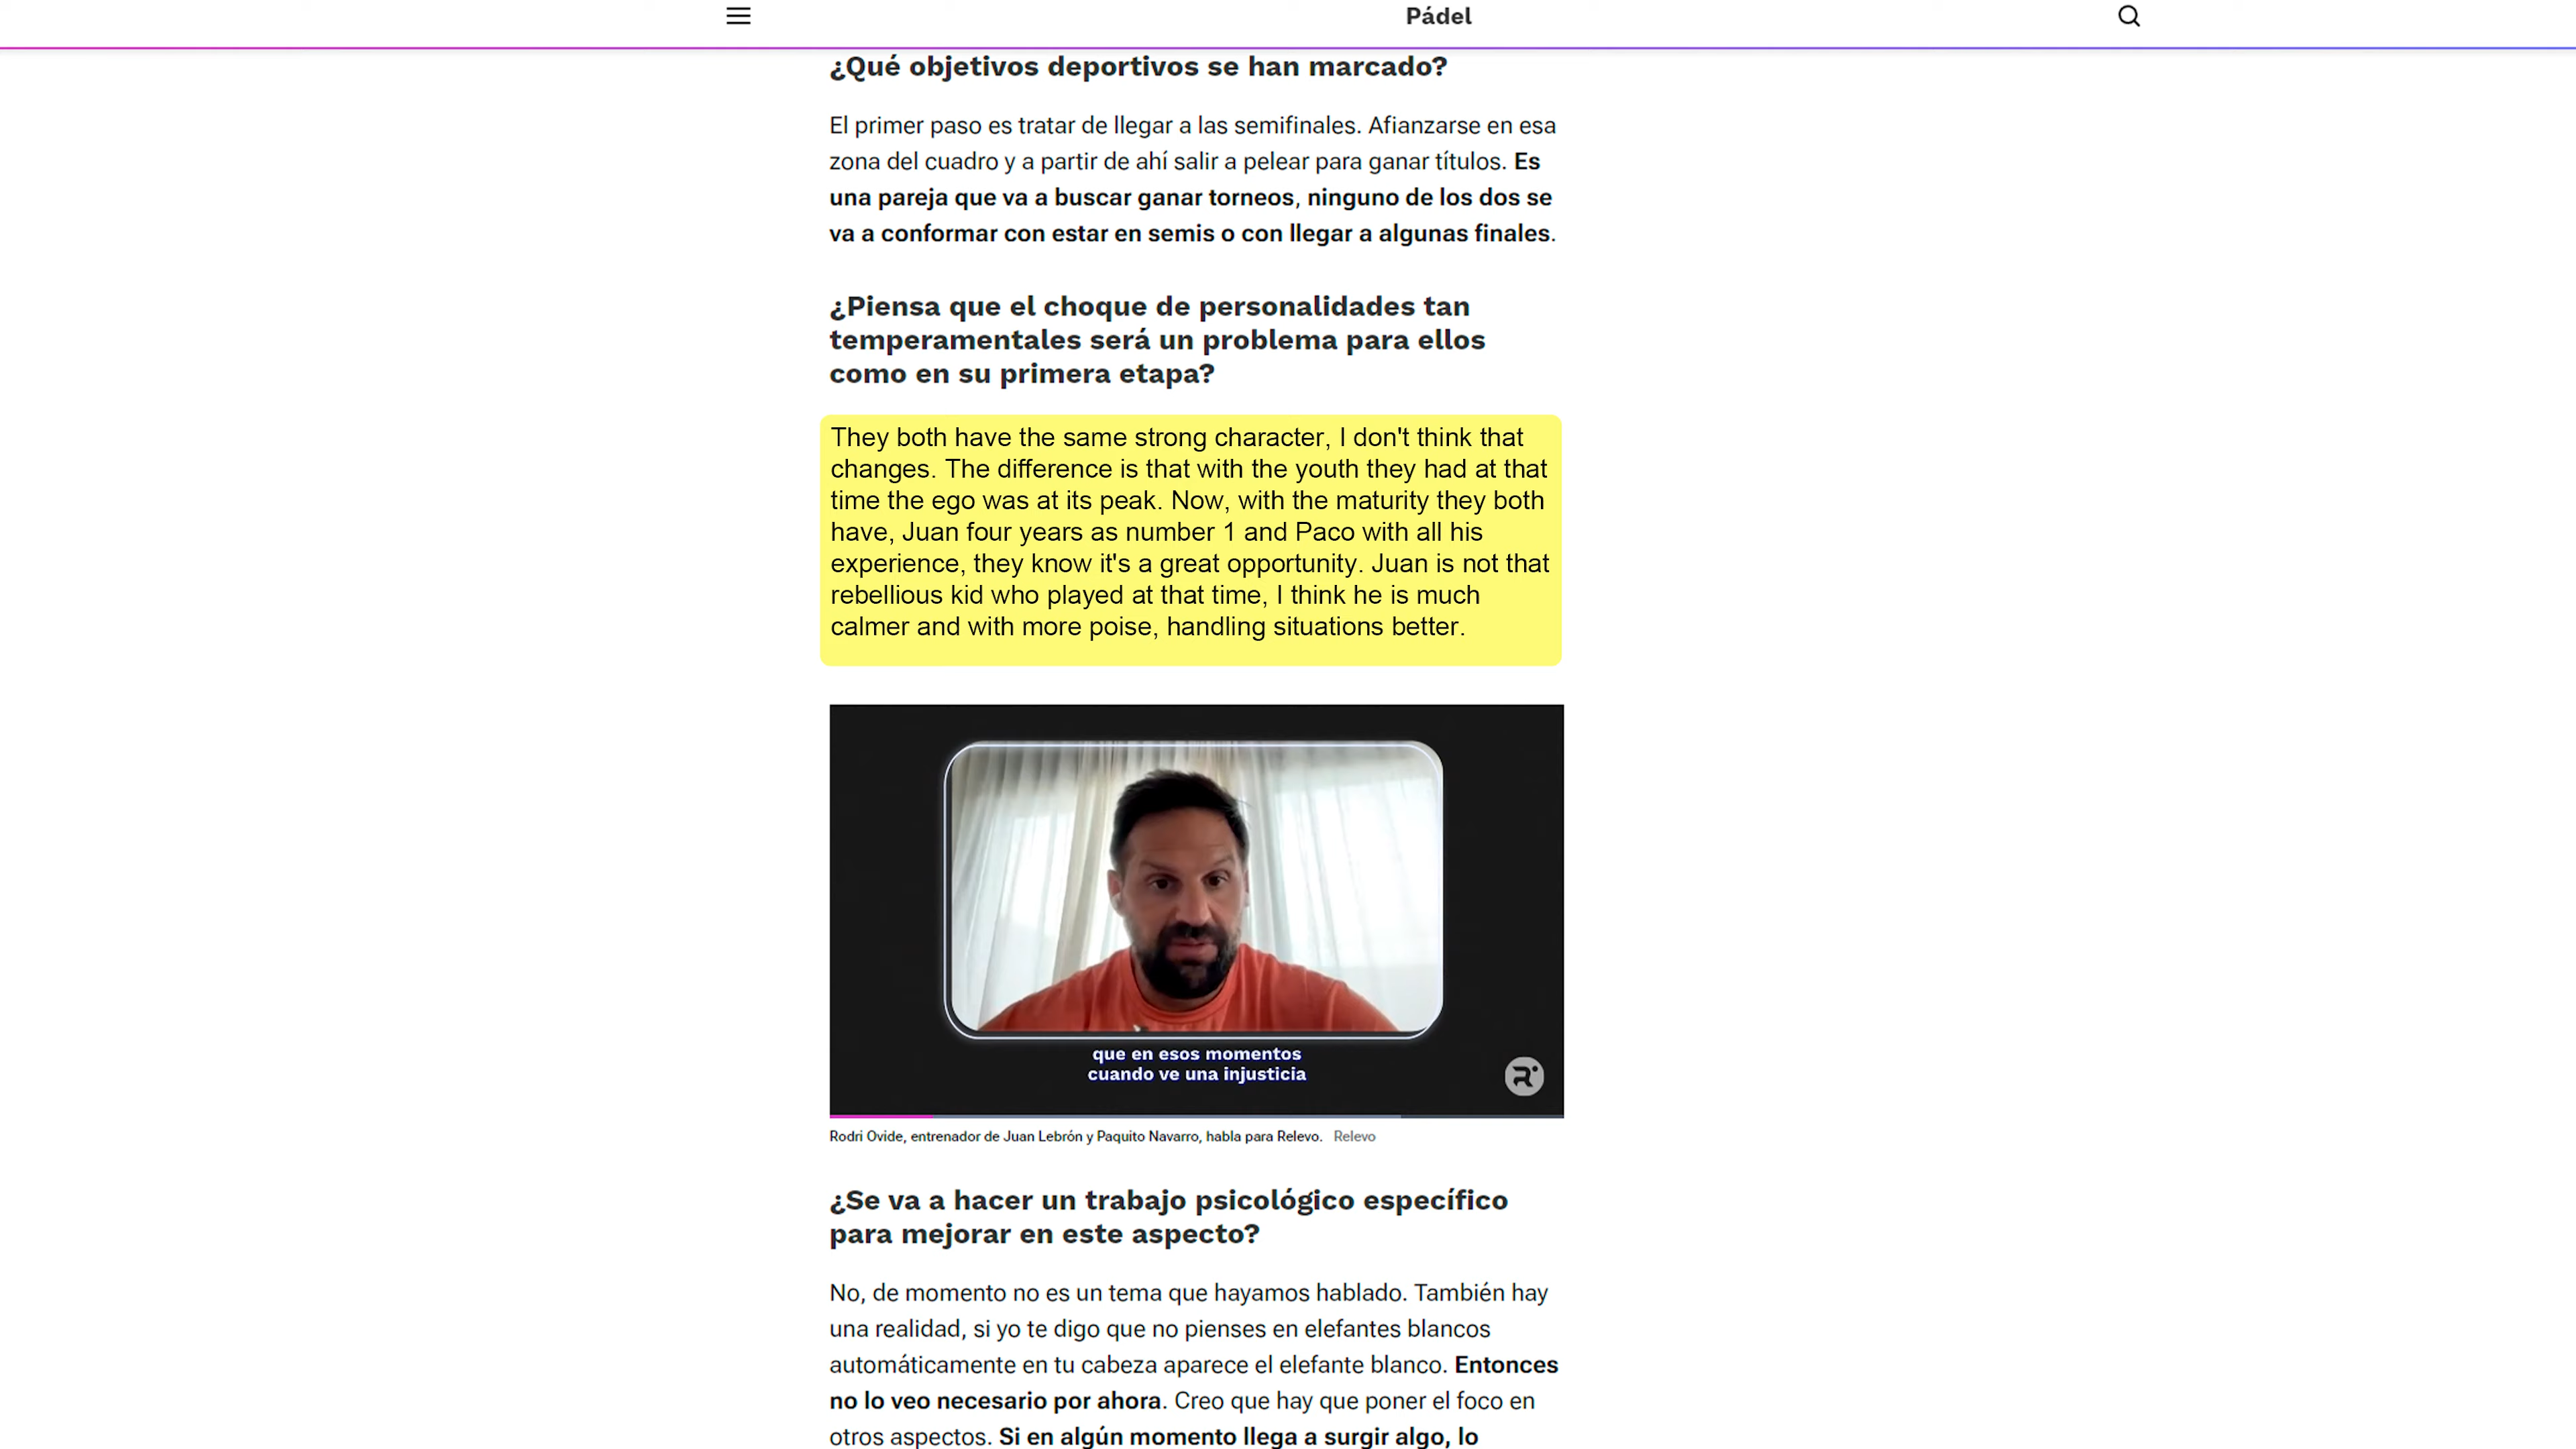 Pádel
¿Qué objetivos deportivos se han marcado?
El primer paso es tratar de llegar a las semifinales. Afianzarse en esa
zona del cuadro y a partir de ahí salir a pelear para ganar títulos. Es
una pareja que va a buscar ganar torneos, ninguno de los dos se
va a conformar con estar en semis o con llegar a algunas finales.
¿Piensa que el choque de personalidades tan
temperamentales será un problema para ellos
como en su primera etapa?
They both have the same strong character, I don't think that
changes. The difference is that with the youth they had at that
time the ego was at its peak. Now, with the maturity they both
have, Juan four years as number 1 and Paco with all his
experience, they know it's a great opportunity. Juan is not that
rebellious kid who played at that time, I think he is much
calmer and with more poise, handling situations better.
que en esos momentos
cuando ve una injusticia
R
Rodri Ovide, entrenador de Juan Lebrón y Paquito Navarro, habla para Relevo. Relevo
¿Se va a hacer un trabajo psicológico específico
para mejorar en este aspecto?
No, de momento no es un tema que hayamos hablado. También hay
una realidad, si yo te digo que no pienses en elefantes blancos
automáticamente en tu cabeza aparece el elefante blanco. Entonces
no lo veo necesario por ahora. Creo que hay que poner el foco en
otros aspectos. Si en algún momento llega a surgir algo, lo